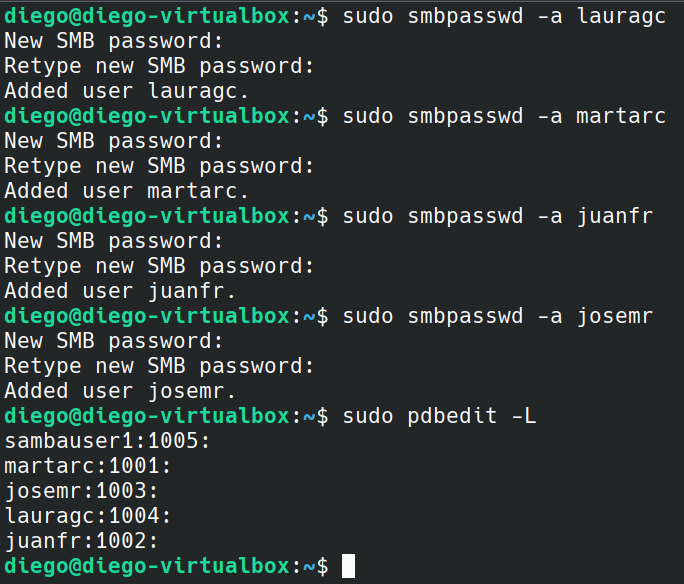 diego@diego-virtualbox:~$ sudo smbpasswd -a lauragc
New SMB password:
Retype new SMB password:
Added user lauragc.
diego@diego-virtualbox:~$ sudo smbpasswd -a martarc
New SMB password:
Retype new SMB password:
Added user martarc.
diego@diego-virtualbox:~$ sudo smbpasswd -a juanfr
New SMB password:
Retype new SMB password:
Added user juanfr.
diego@diego-virtualbox:~$ sudo smbpasswd -a josemr
New SMB password:
Retype new SMB password:
Added user josemr.
diego@diego-virtualbox:~$ sudo pdbedit -L
sambauser1:1005:
martarc:1001:
josemr:1003:
lauragc:1004:
juanfr:1002:
diego@diego-virtualbox:~$